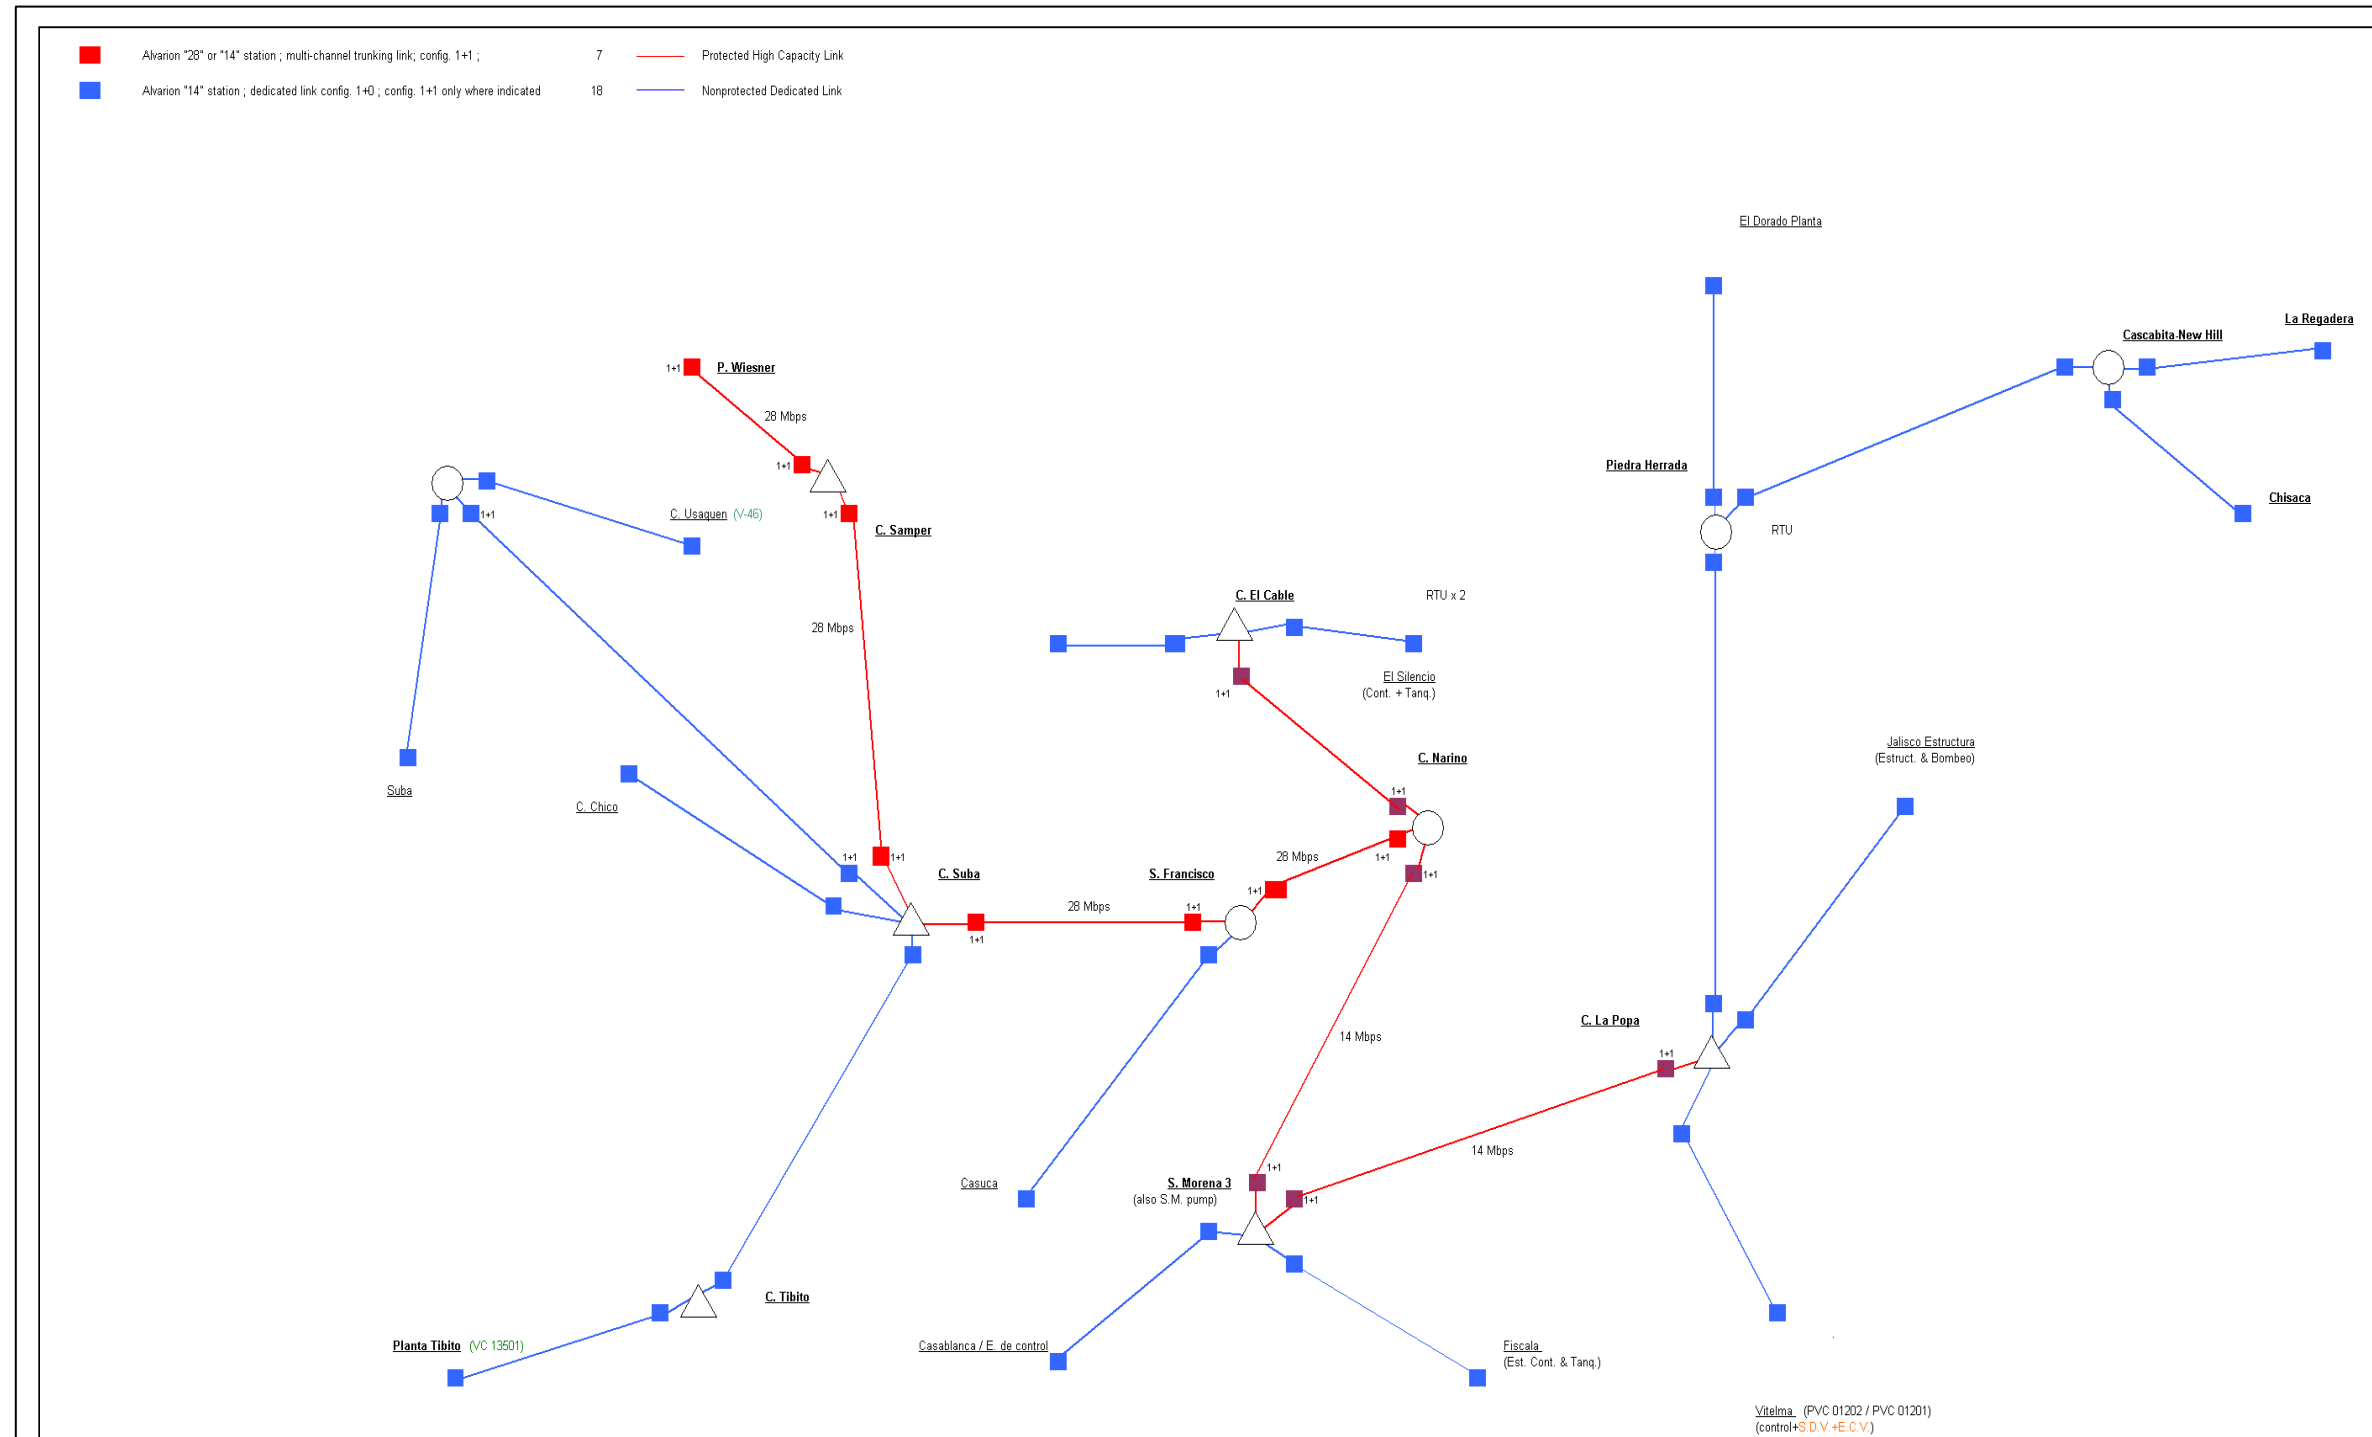 Alvarion "28" or "14" station ; multi-channel trunking link; config. 1+1 ; 7 Protected High Capacity Link
Alvarion "14" station ; dedicated link config. 1+0 ; config. 1+1 only where indicated 18 Nonprotected Dedicated Link
El Dorado Planta
La Regadera
Cascabita-New Hill
1+1 P. Wiesner
28 Mbps
1+1
Piedra Herrada
Chisaca
C. Usaquen (V-46)
1+1
1+1
C. Samper
RTU
C. El Cable
RTU x 2
28 Mbps
El Silencio
(Cont. + Tanq.)
1+1
Jalisco Estructura
(Estruct. & Bombeo)
C. Narino
Suba
1+1
C. Chico
1+1
1+1
28 Mbps
1+1
C. Suba
S. Francisco
1+1
1+1
28 Mbps
1+1
1+1
C. La Popa
14 Mbps
1+1
14 Mbps
1+1
Casuca
S. Morena 3
(also S.M. pump)
1+1
C. Tibito
Planta Tibito (VC 13501)
Casablanca / E. de control
Fiscala
(Est. Cont. & Tanq.)
Vitelma (PVC 01202 / PVC 01201)
(control+S.D.V.+E.C.V.)